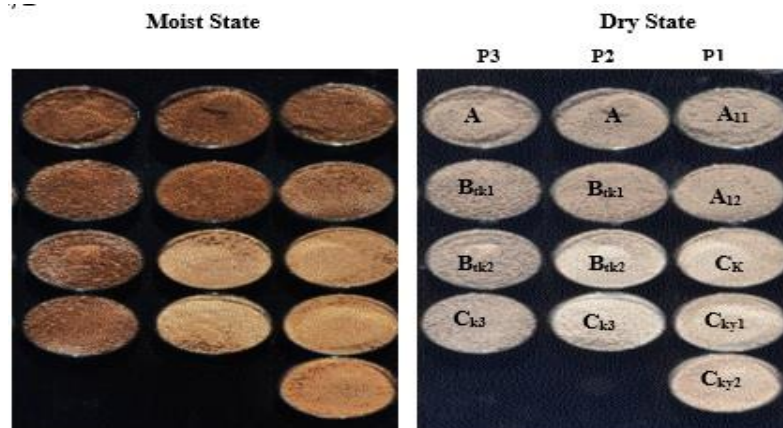 Moist State Dry State
P3 P2 P1
A A A11
Btk1 Btk1 A12
Btk2 Btk2 CK
Ck3 Ck3 Cky1
Cky2